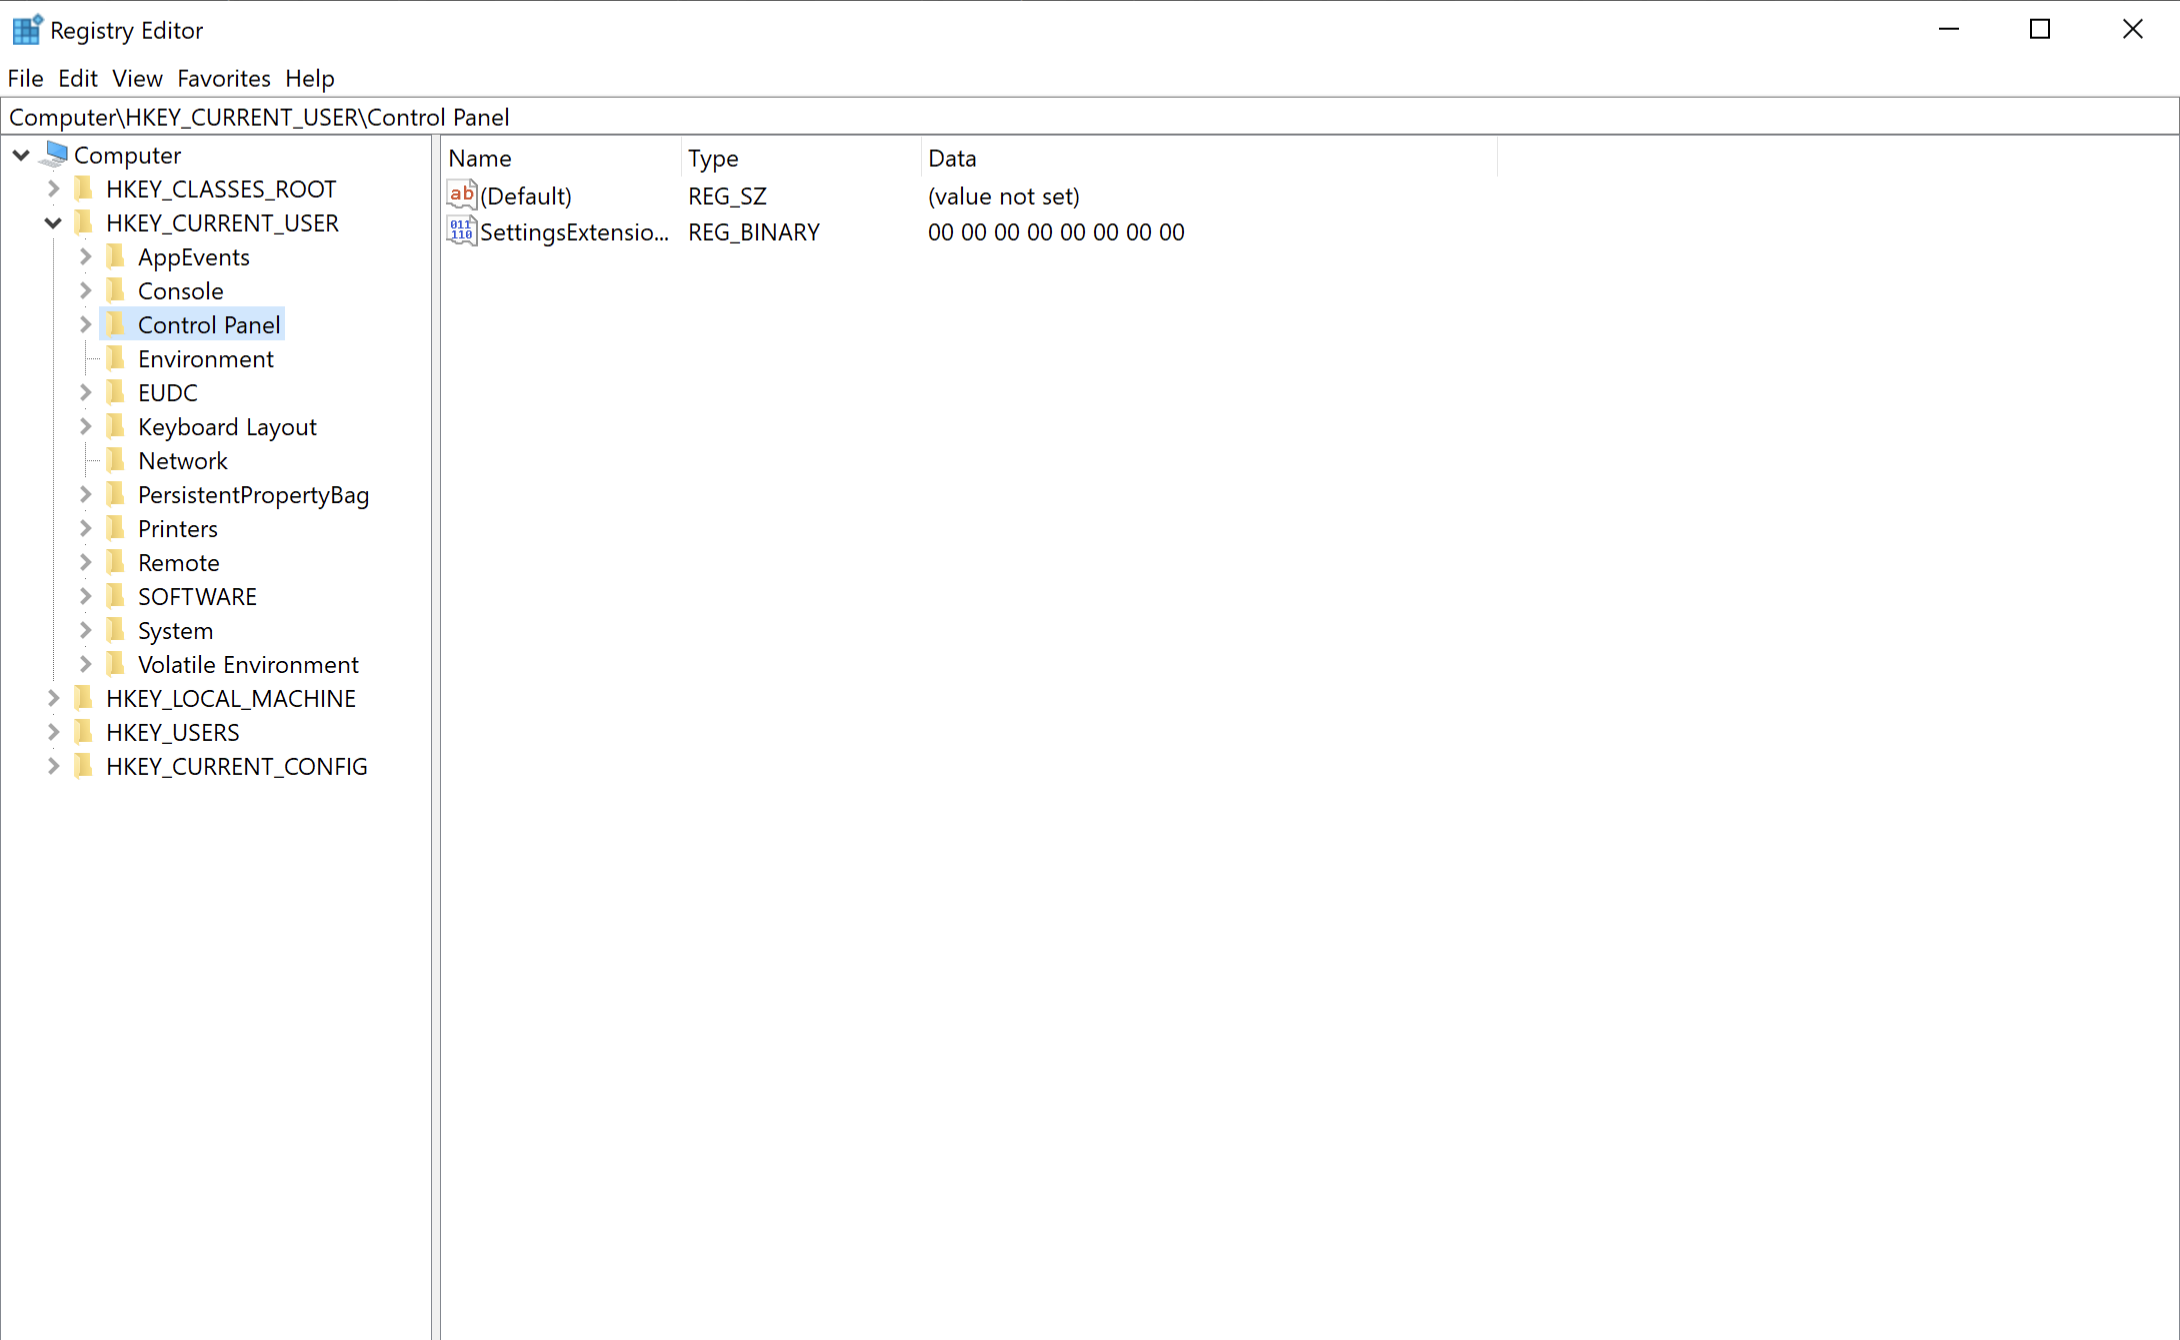 Registry Editor
File Edit View Favorites Help
Computer\HKEY_CURRENT_USER\Control Panel
Computer
HKEY_CLASSES_ROOT
HKEY_CURRENT_USER
AppEvents
Console
Control Panel
Environment
EUDC
Keyboard Layout
Network
PersistentPropertyBag
Printers
Remote
SOFTWARE
System
Volatile Environment
HKEY_LOCAL_MACHINE
HKEY_USERS
HKEY_CURRENT_CONFIG
Name Type Data
ab (Default) REG_SZ (value not set)
011 110 SettingsExtensio... REG_BINARY 00 00 00 00 00 00 00 00